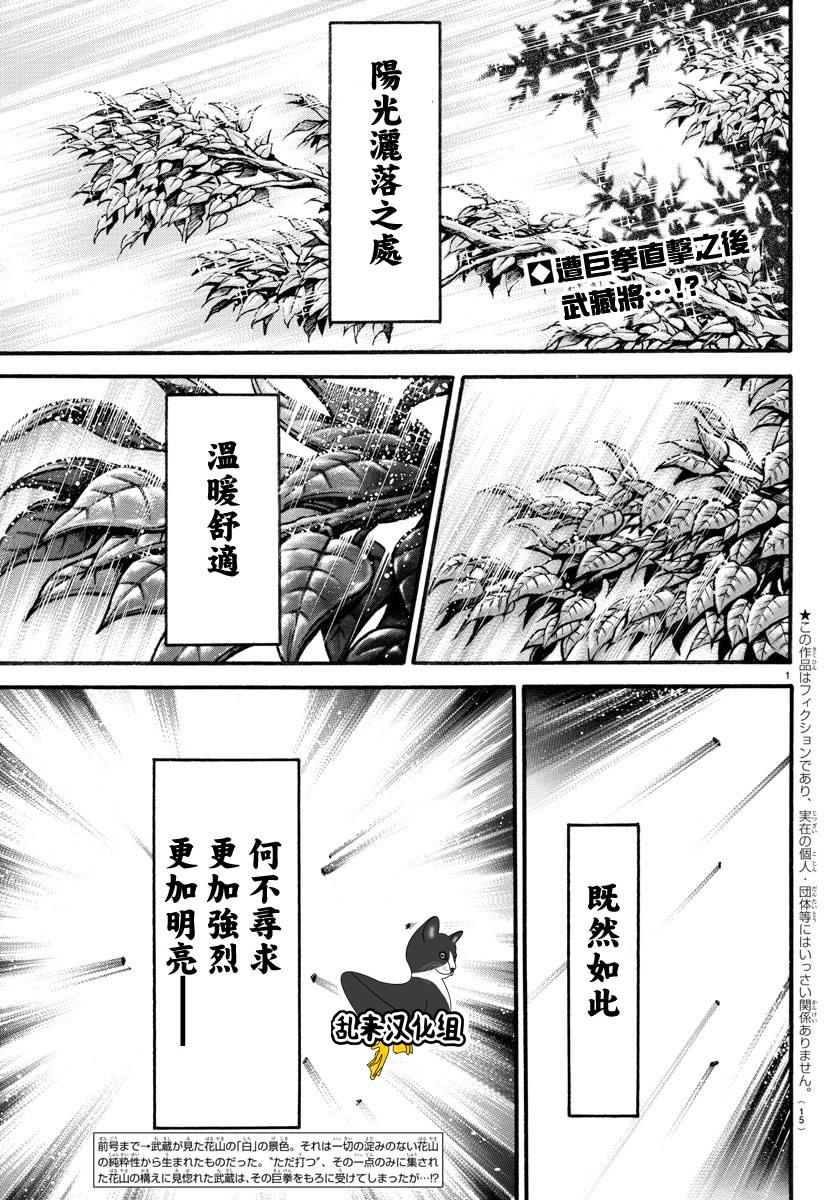 陽光灑落之處
◆遭巨拳直擊之後
武藏將…!?
溫暖舒適
1
既然如此
何不尋求
更加強烈
更加明亮——
乱来汉化组
前号まで→武蔵が見た花山の「白」の景色。それは一切の淀みのない花山
の純粋性から生まれたものだった。“ただ打つ”、その一点のみに集され
た花山の構えに見惚れた武蔵は、その巨拳をもろに受けてしまったが…!?
★この作品はフィクションであり、実在の個人・団体等にはいっさい関係ありません。
(15)